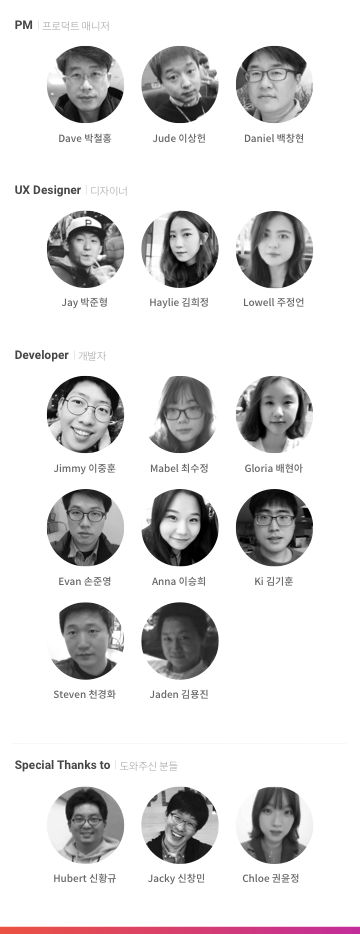 PM | 프로덕트 매니저
Dave 박철홍 Jude 이상헌 Daniel 백창현
UX Designer | 디자이너
Jay 박준형 Haylie 김희정 Lowell 주정언
Developer | 개발자
Jimmy 이중훈 Mabel 최수정 Gloria 배현아
Evan 손준영 Anna 이승희 Ki 김기훈
Steven 천경화 Jaden 김용진
Special Thanks to | 도와주신 분들
Hubert 신황규 Jacky 신창민 Chloe 권윤정